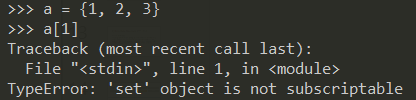 >>> a = {1, 2, 3}
>>> a[1]
Traceback (most recent call last):
  File "<stdin>", line 1, in <module>
TypeError: 'set' object is not subscriptable